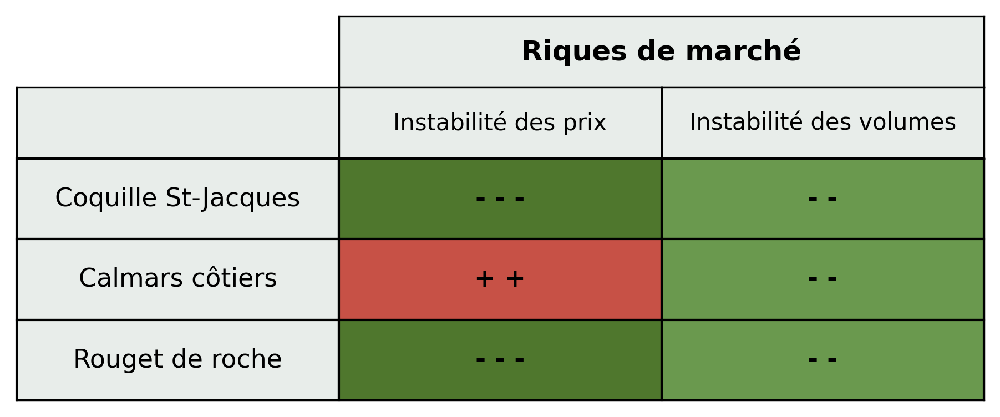 Riques de marché
Instabilité des prix Instabilité des volumes
Coquille St-Jacques - - - - -
Calmars côtiers + + - -
Rouget de roche - - - - -